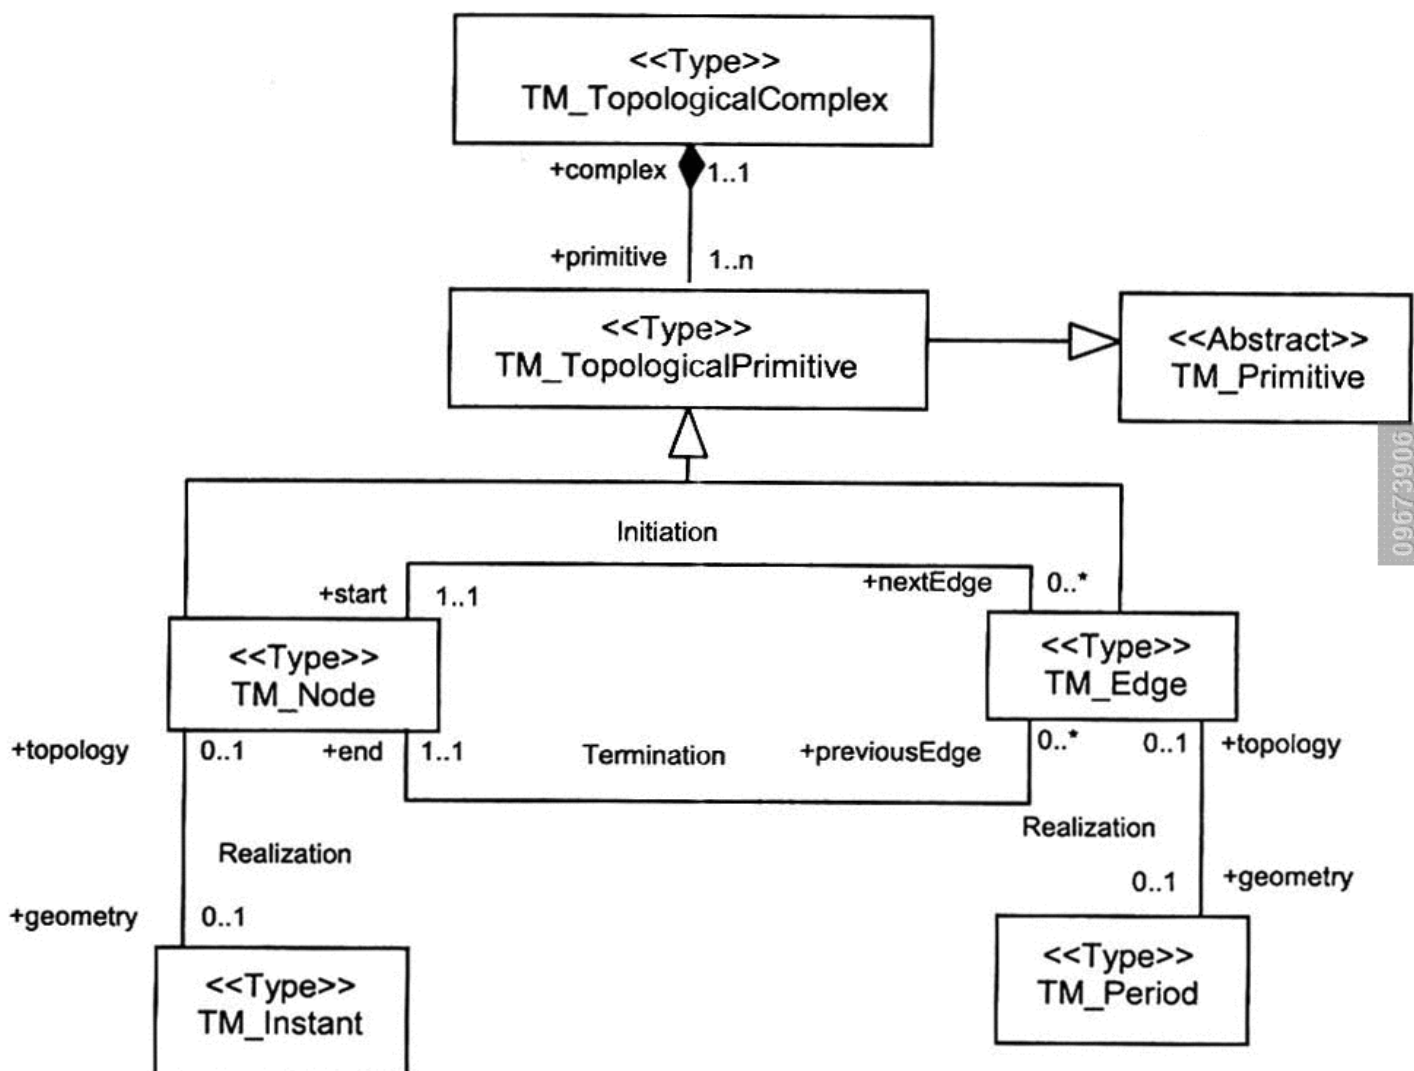 <<Type>>
TM_TopologicalComplex
+complex 1..1
+primitive 1..n
<<Type>>
TM_TopologicalPrimitive
<<Abstract>>
TM_Primitive
09673906
Initiation
+start 1..1
+nextEdge 0..*
<<Type>>
TM_Node
<<Type>>
TM_Edge
+topology 0..1
+end 1..1
Termination
+previousEdge 0..*
0..1 +topology
Realization
Realization
+geometry 0..1
0..1 +geometry
<<Type>>
TM_Instant
<<Type>>
TM_Period